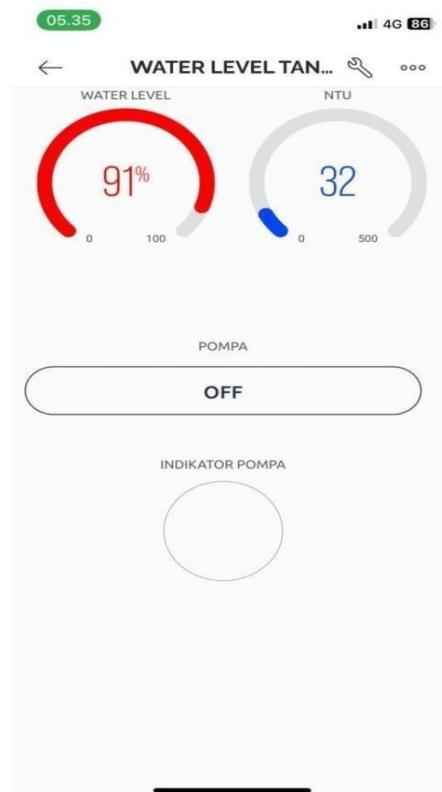 05.35 4G 86
WATER LEVEL TAN... ooo
WATER LEVEL NTU
91% 32
0 100 0 500
POMPA
OFF
INDIKATOR POMPA